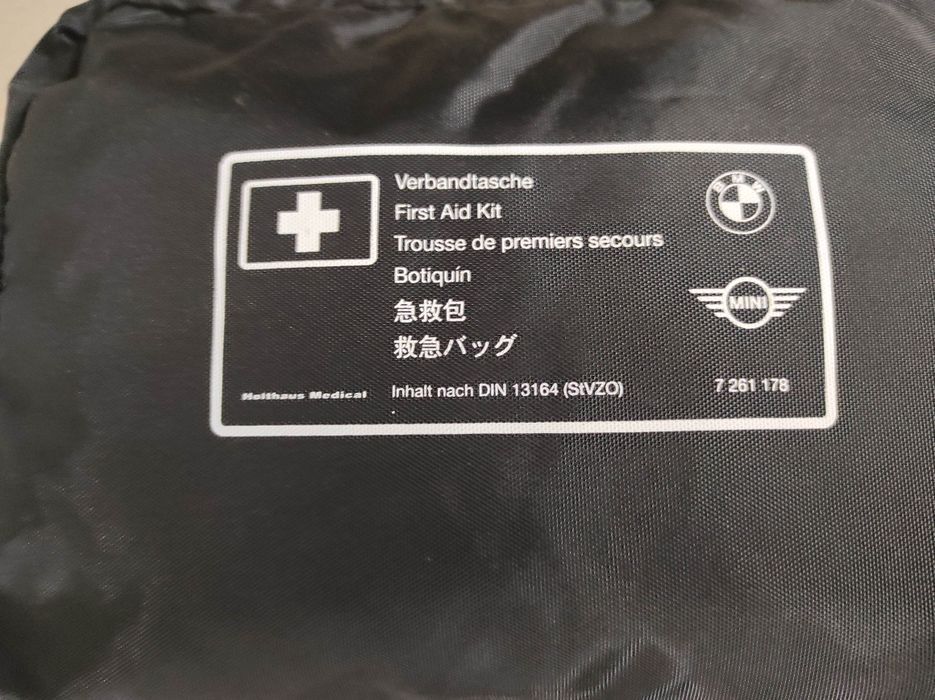 Verbandtasche
First Aid Kit
Trousse de premiers secours
Botiquín
急救包
救急バッグ
Holthaus Medical
Inhalt nach DIN 13164 (StVZO)
BMW
MINI
7 261 178